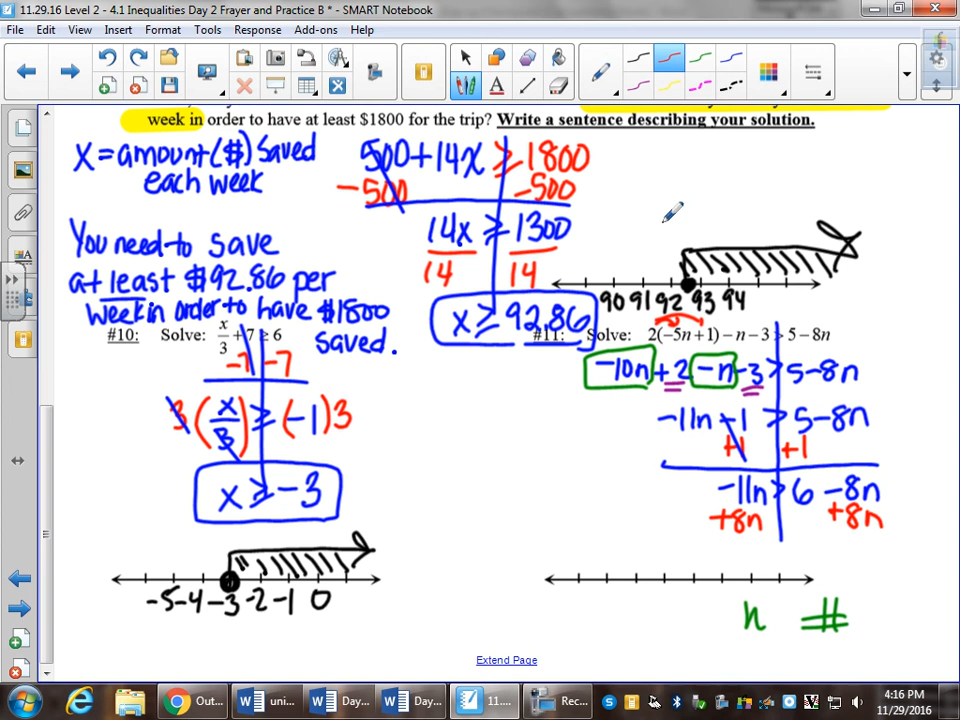 11.29.16 Level 2 - 4.1 Inequalities Day 2 Frayer and Practice B * - SMART Notebook
File Edit View Insert Format Tools Response Add-ons Help
week in order to have at least $1800 for the trip? Write a sentence describing your solution.
X = amount($) Saved
each week
500+14x ≥ 1800
-500 -500
14x ≥ 1300
14 14
x ≥ 92.86
You need to save
at least $92.86 per
week in order to have $1800
saved.
90 91 92 93 94
#10: Solve: x/3 + 7 ≥ 6
-7 -7
3 (x/3) ≥ (-1)3
x ≥ -3
-5 -4 -3 -2 -1 0
#11: Solve: 2(−5n + 1) − n − 3 > 5 − 8n
-10n + 2 - n - 3 > 5 - 8n
-11n - 1 > 5 - 8n
+1 +1
-11n > 6 - 8n
+8n +8n
n #
Extend Page
Out... uni... Day... Day... 11.... Rec...
4:16 PM
11/29/2016